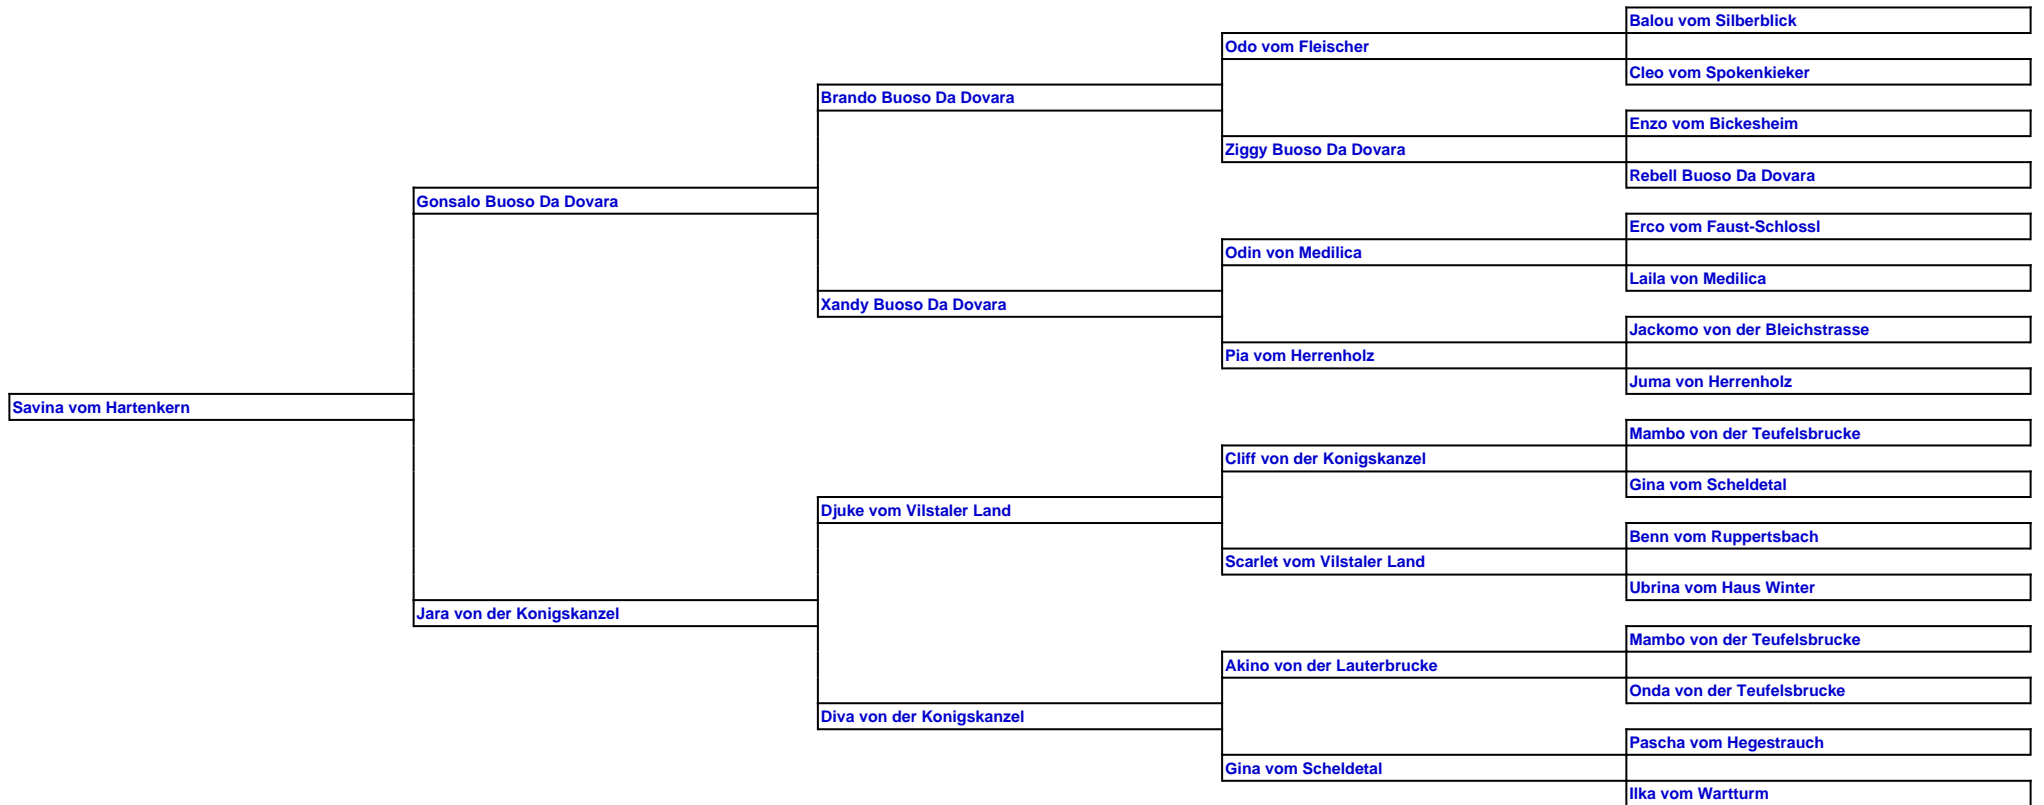 Balou vom Silberblick
Odo vom Fleischer
Cleo vom Spokenkieker
Brando Buoso Da Dovara
Enzo vom Bickesheim
Ziggy Buoso Da Dovara
Rebell Buoso Da Dovara
Gonsalo Buoso Da Dovara
Erco vom Faust-Schlossl
Odin von Medilica
Laila von Medilica
Xandy Buoso Da Dovara
Jackomo von der Bleichstrasse
Pia vom Herrenholz
Juma von Herrenholz
Savina vom Hartenkern
Mambo von der Teufelsbrucke
Cliff von der Konigskanzel
Gina vom Scheldetal
Djuke vom Vilstaler Land
Benn vom Ruppertsbach
Scarlet vom Vilstaler Land
Ubrina vom Haus Winter
Jara von der Konigskanzel
Mambo von der Teufelsbrucke
Akino von der Lauterbrucke
Onda von der Teufelsbrucke
Diva von der Konigskanzel
Pascha vom Hegestrauch
Gina vom Scheldetal
Ilka vom Wartturm